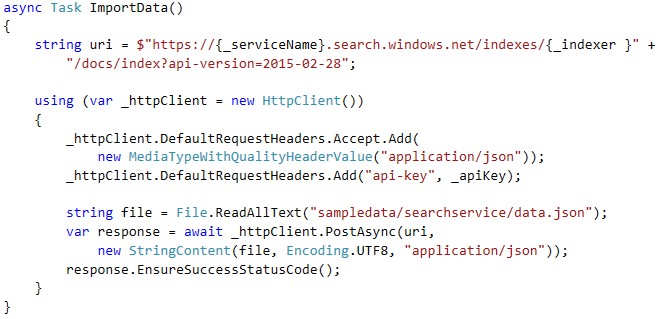 async Task ImportData()
{
string uri = $"https://{_serviceName}.search.windows.net/indexes/{_indexer }" +
"/docs/index?api-version=2015-02-28";
using (var _httpClient = new HttpClient())
{
_httpClient.DefaultRequestHeaders.Accept.Add(
new MediaTypeWithQualityHeaderValue("application/json"));
_httpClient.DefaultRequestHeaders.Add("api-key", _apiKey);
string file = File.ReadAllText("sampledata/searchservice/data.json");
var response = await _httpClient.PostAsync(uri,
new StringContent(file, Encoding.UTF8, "application/json"));
response.EnsureSuccessStatusCode();
}
}